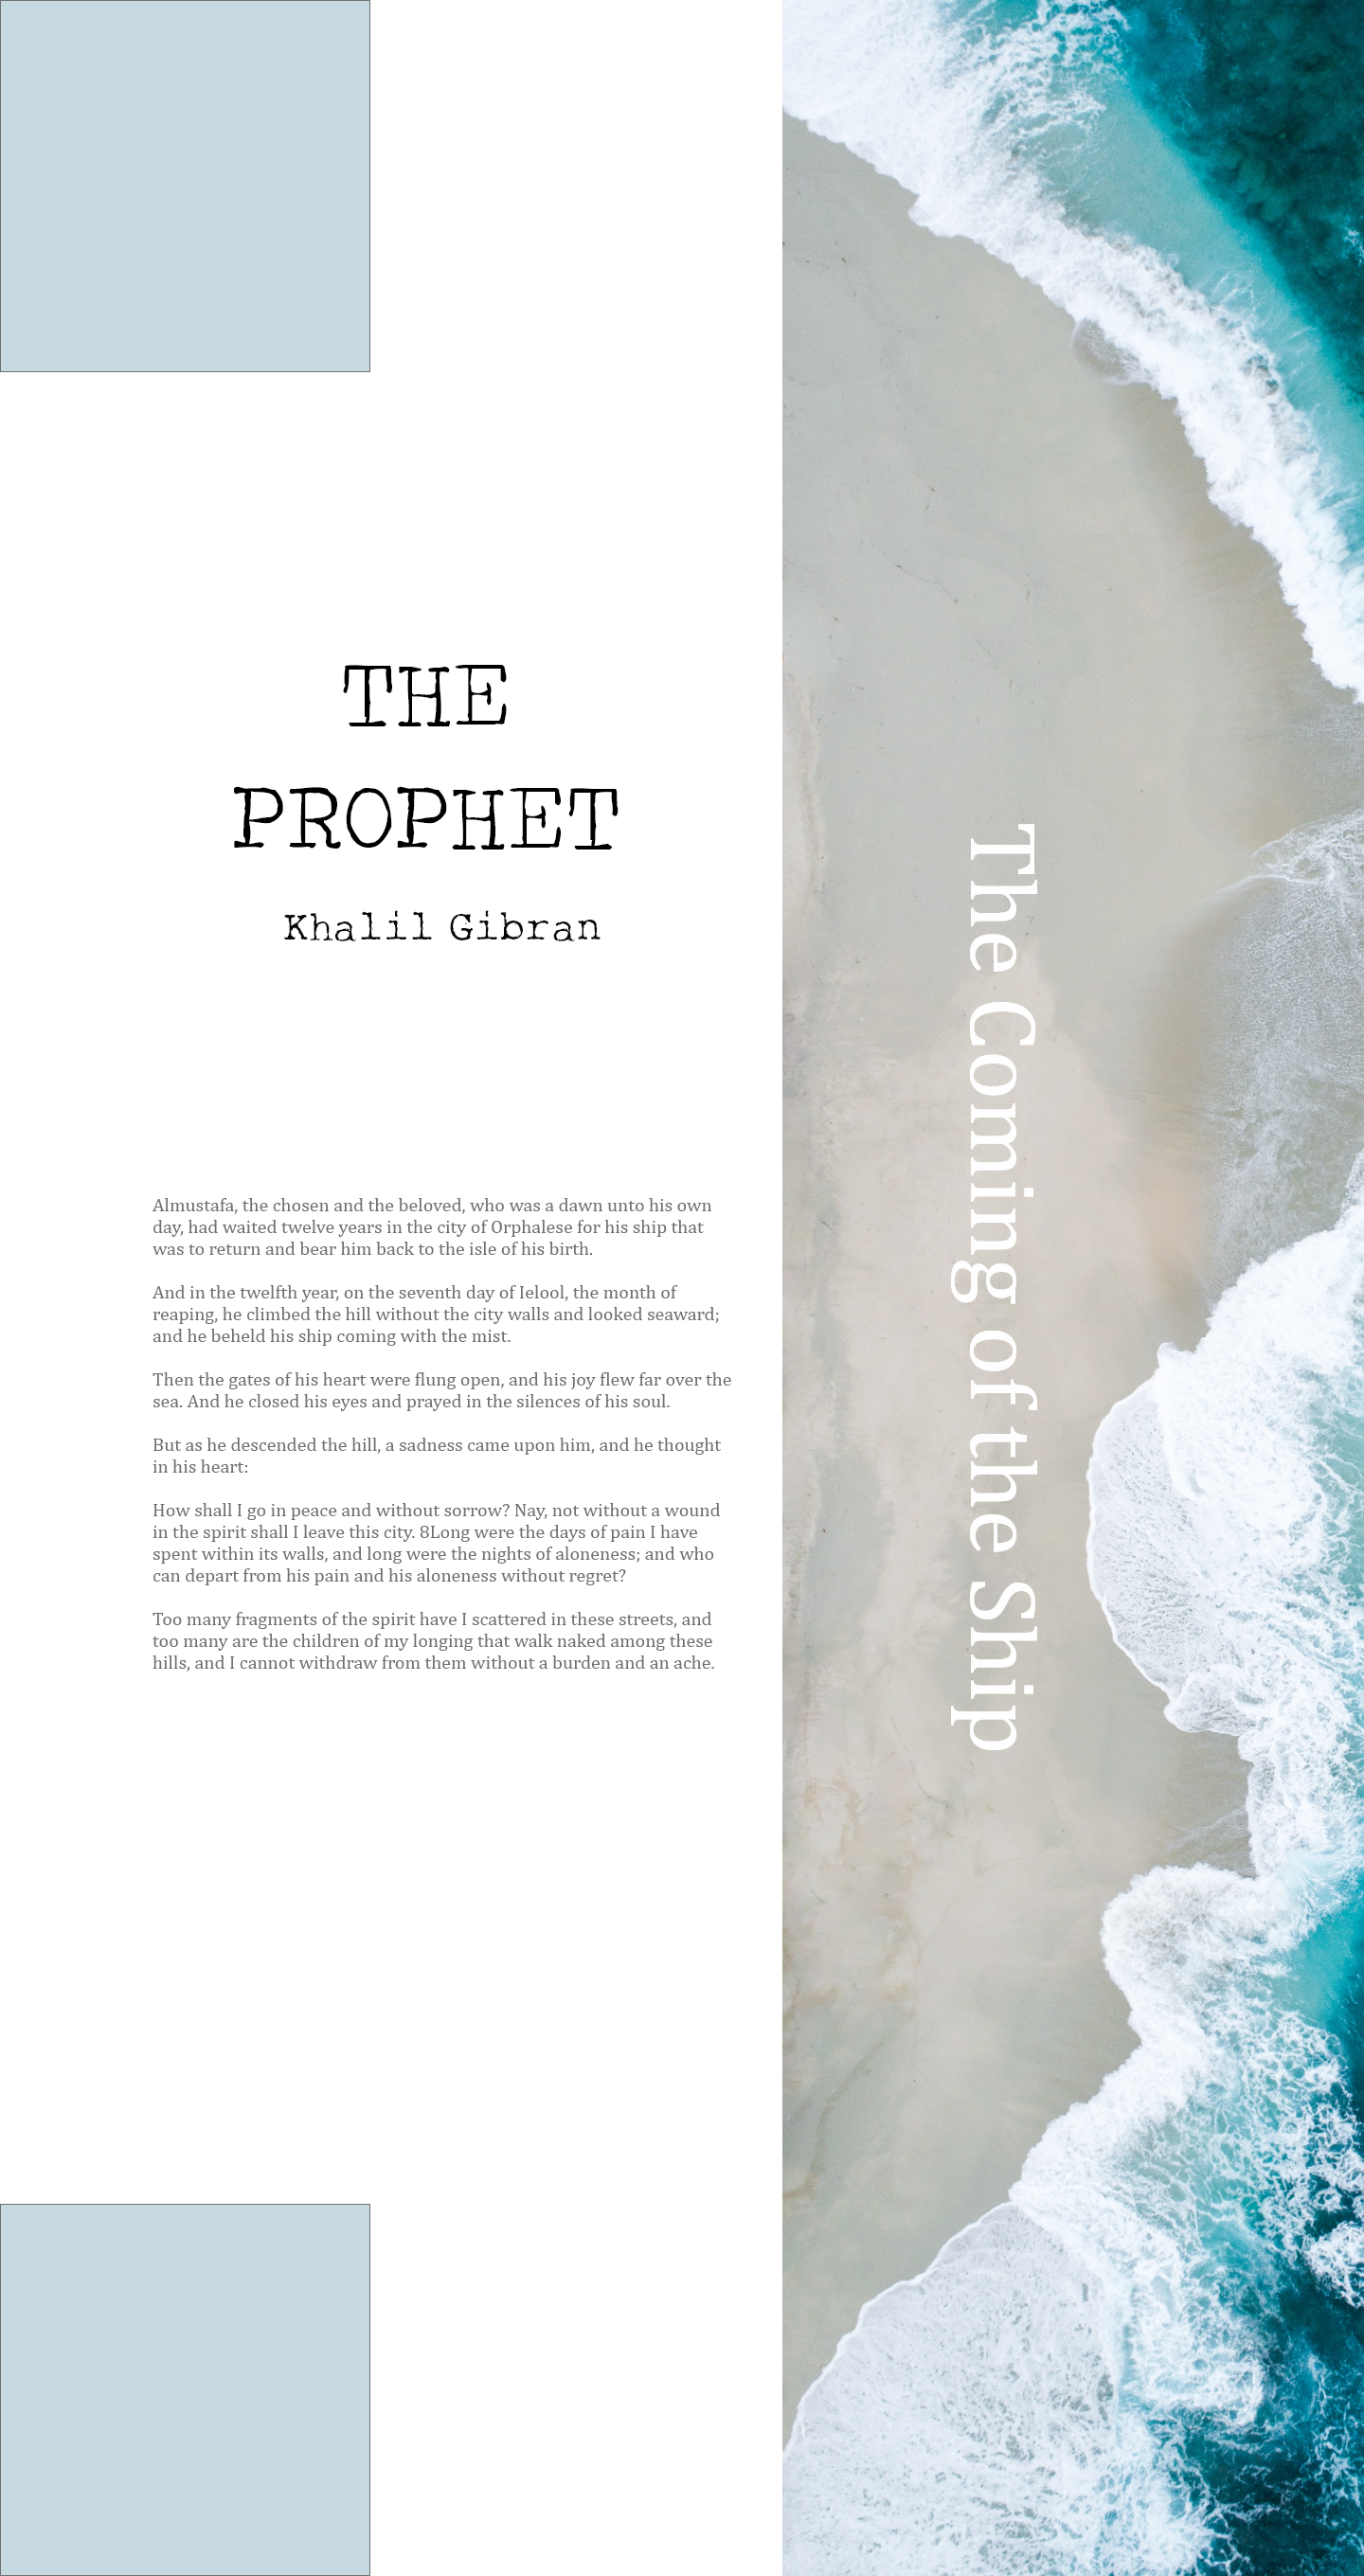 THE
PROPHET
Khalil Gibran
Almustafa, the chosen and the beloved, who was a dawn unto his own
day, had waited twelve years in the city of Orphalese for his ship that
was to return and bear him back to the isle of his birth.
And in the twelfth year, on the seventh day of Ielool, the month of
reaping, he climbed the hill without the city walls and looked seaward;
and he beheld his ship coming with the mist.
Then the gates of his heart were flung open, and his joy flew far over the
sea. And he closed his eyes and prayed in the silences of his soul.
But as he descended the hill, a sadness came upon him, and he thought
in his heart:
How shall I go in peace and without sorrow? Nay, not without a wound
in the spirit shall I leave this city. 8Long were the days of pain I have
spent within its walls, and long were the nights of aloneness; and who
can depart from his pain and his aloneness without regret?
Too many fragments of the spirit have I scattered in these streets, and
too many are the children of my longing that walk naked among these
hills, and I cannot withdraw from them without a burden and an ache.
The Coming of the Ship